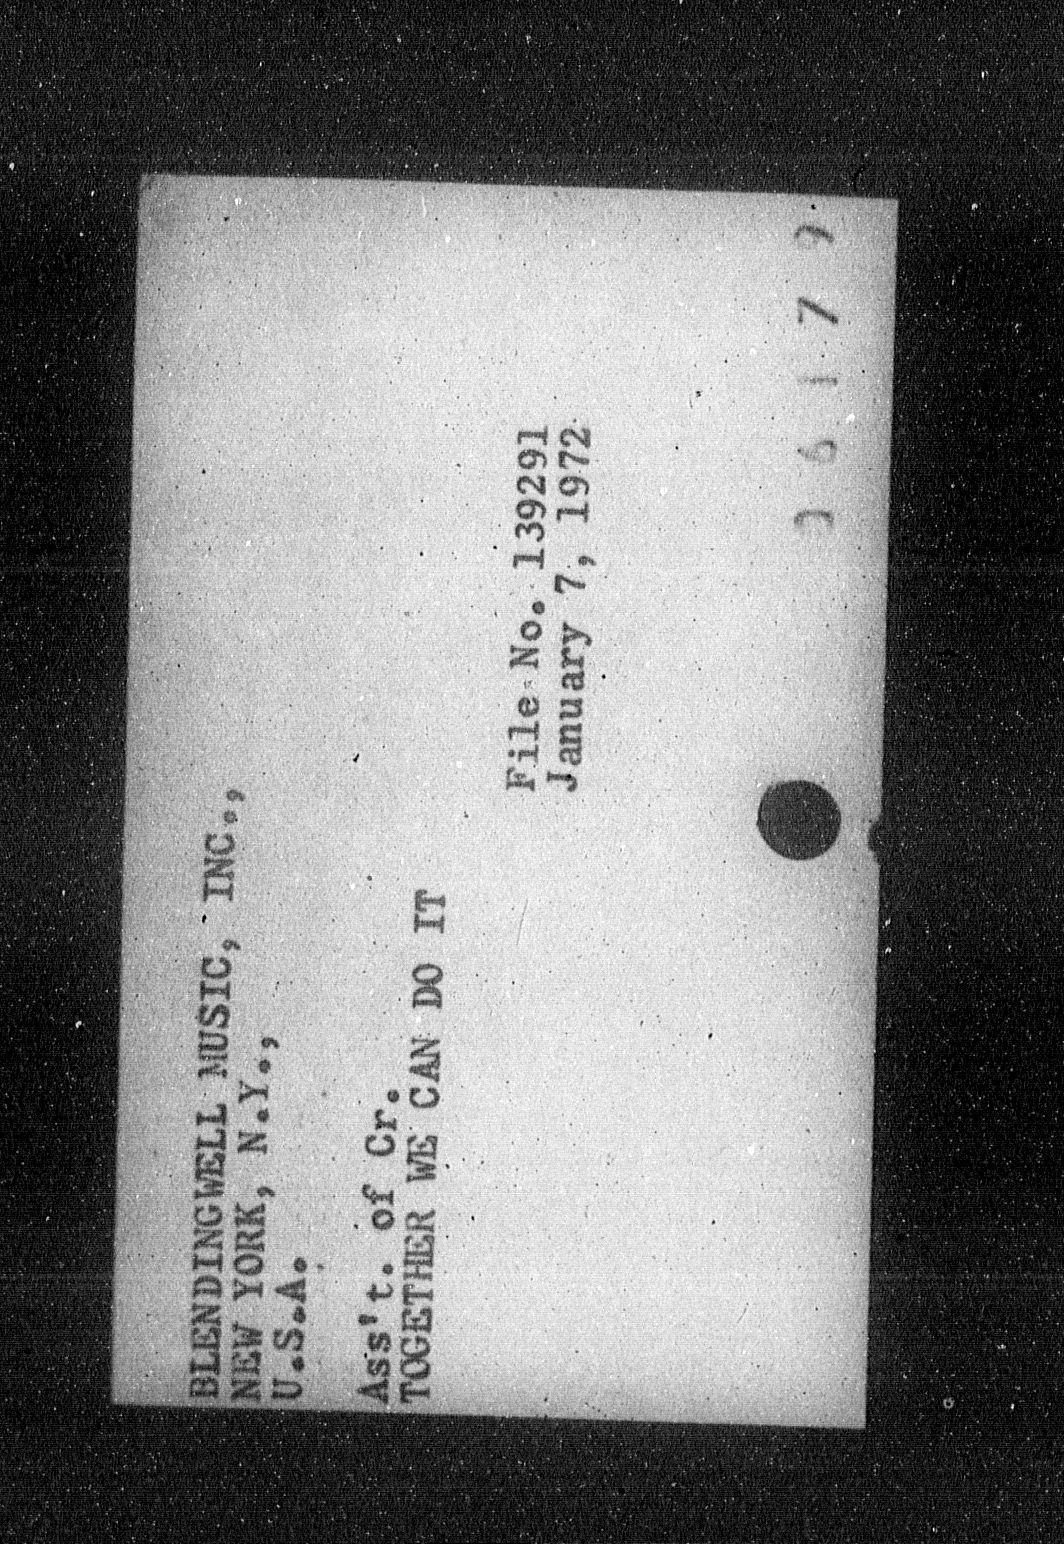 BLENDINGWELL MUSIC, INC.,
NEW YORK, N.Y.,
U.S.A.
Ass't. of Cr.
TOGETHER WE CAN DO IT
File No. 139291
January 7, 1972